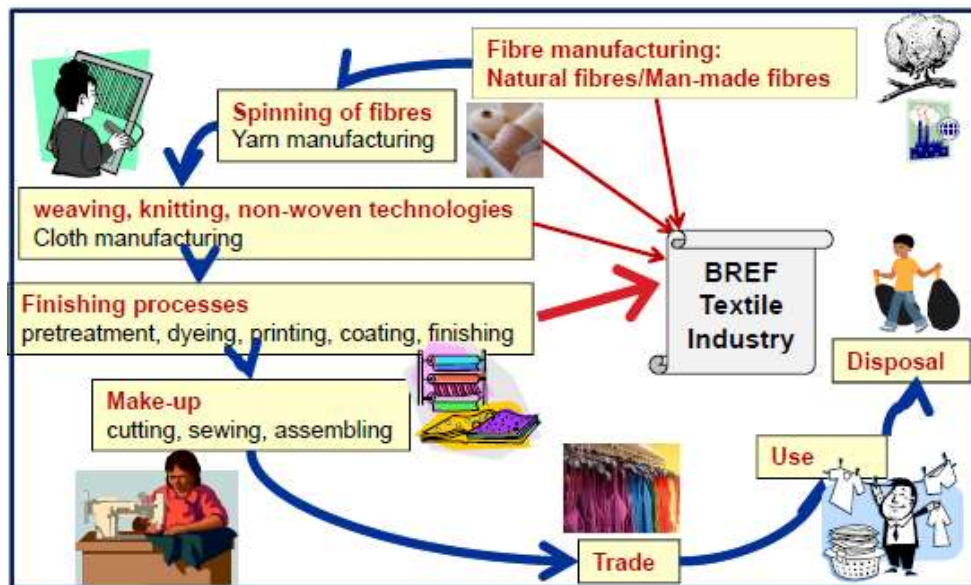 Fibre manufacturing:
Natural fibres/Man-made fibres
Spinning of fibres
Yarn manufacturing
weaving, knitting, non-woven technologies
Cloth manufacturing
Finishing processes
pretreatment, dyeing, printing, coating, finishing
BREF
Textile
Industry
Make-up
cutting, sewing, assembling
Trade
Use
Disposal